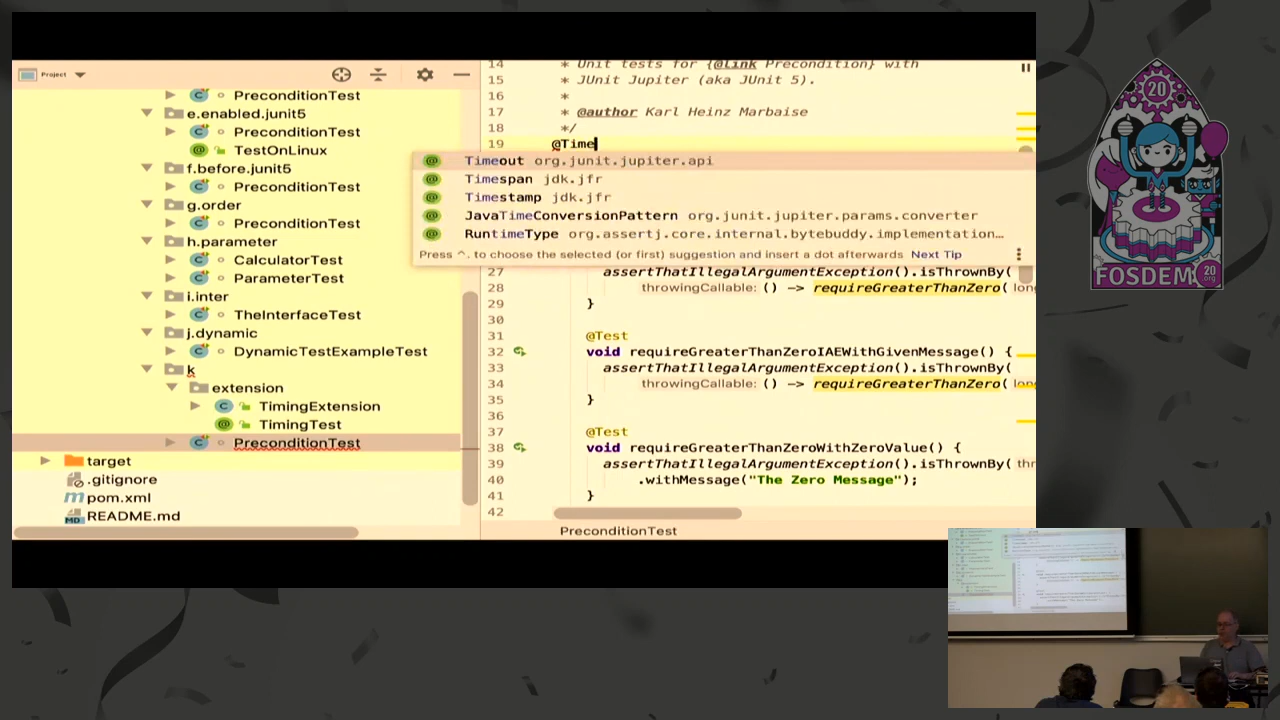 Project
PreconditionTest
e.enabled.junit5
PreconditionTest
TestOnLinux
f.before.junit5
PreconditionTest
g.order
PreconditionTest
h.parameter
CalculatorTest
ParameterTest
i.inter
TheInterfaceTest
j.dynamic
DynamicTestExampleTest
k
extension
TimingExtension
TimingTest
PreconditionTest
target
.gitignore
pom.xml
README.md
14 * Unit tests for {@link Precondition} with
15 * JUnit Jupiter (aka JUnit 5).
16 *
17 * @author Karl Heinz Marbaise
18 */
19 @Time
Timeout org.junit.jupiter.api
Timespan jdk.jfr
Timestamp jdk.jfr
JavaTimeConversionPattern org.junit.jupiter.params.converter
RuntimeType org.assertj.core.internal.bytebuddy.implementation…
Press ^. to choose the selected (or first) suggestion and insert a dot afterwards Next Tip
27 assertThatIllegalArgumentException().isThrownBy(
28 throwingCallable: () -> requireGreaterThanZero( long
29 }
30
31 @Test
32 void requireGreaterThanZeroIAEWithGivenMessage() {
33 assertThatIllegalArgumentException().isThrownBy(
34 throwingCallable: () -> requireGreaterThanZero( long
35 }
36
37 @Test
38 void requireGreaterThanZeroWithZeroValue() {
39 assertThatIllegalArgumentException().isThrownBy( thr
40 .withMessage("The Zero Message");
41 }
42
PreconditionTest
20
FOSDEM 20
.org